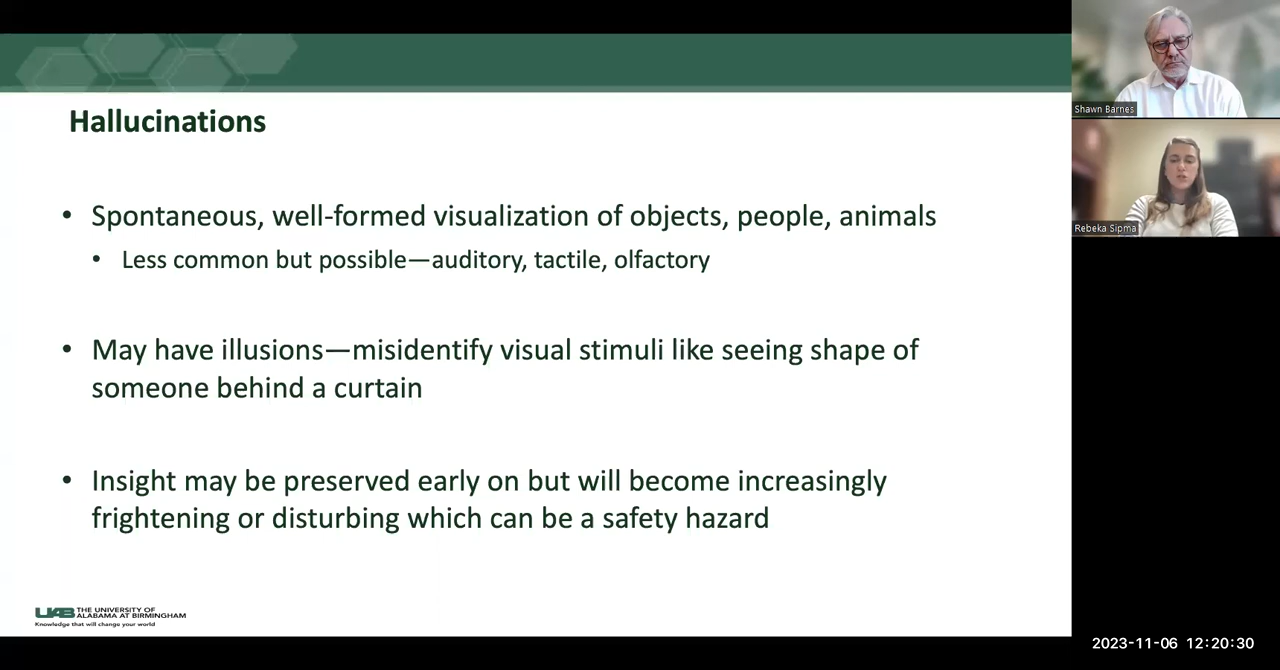 Hallucinations
• Spontaneous, well-formed visualization of objects, people, animals
• Less common but possible—auditory, tactile, olfactory
• May have illusions—misidentify visual stimuli like seeing shape of
someone behind a curtain
• Insight may be preserved early on but will become increasingly
frightening or disturbing which can be a safety hazard
UAB THE UNIVERSITY OF
ALABAMA AT BIRMINGHAM
Knowledge that will change your world
Shawn Barnes
Rebeka Sipma
2023-11-06 12:20:30